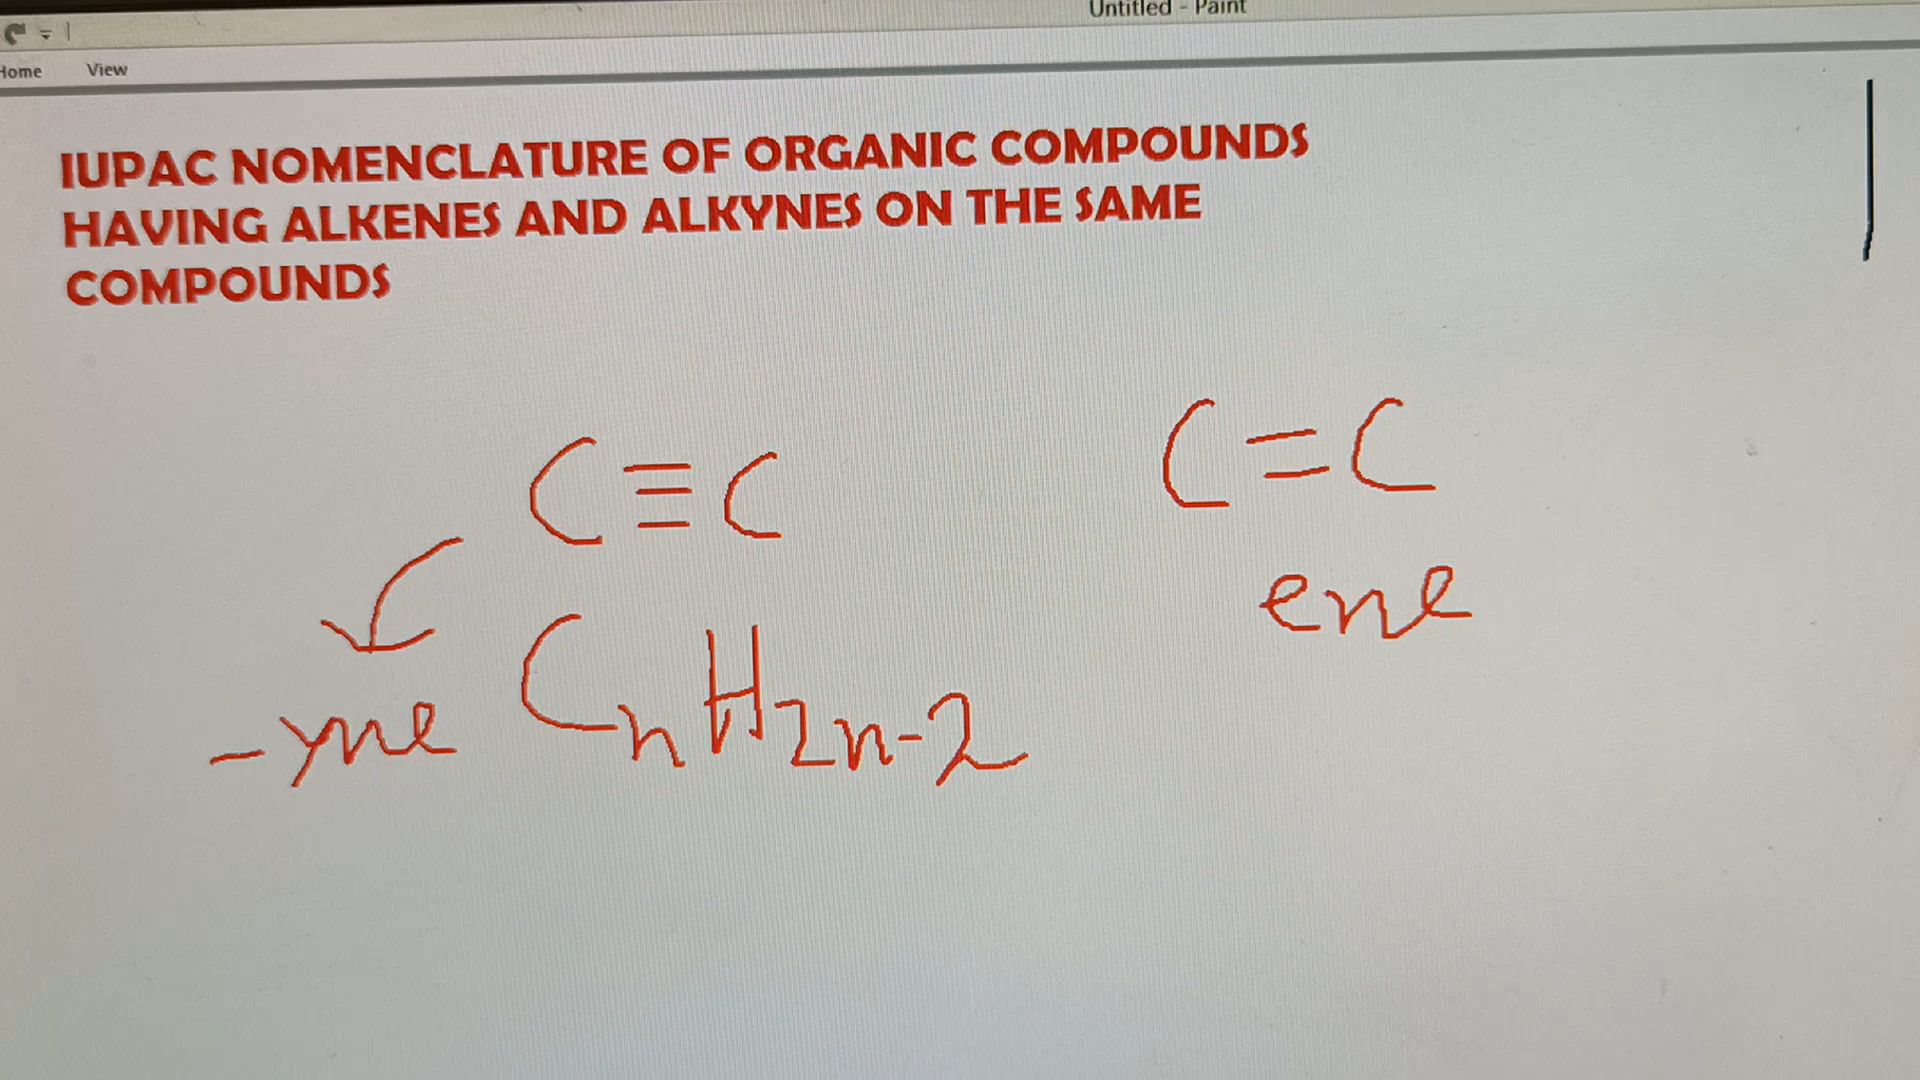 Untitled - Paint
Home View
IUPAC NOMENCLATURE OF ORGANIC COMPOUNDS
HAVING ALKENES AND ALKYNES ON THE SAME
COMPOUNDS
C≡C C=C
ene
-yne CnH2n-2